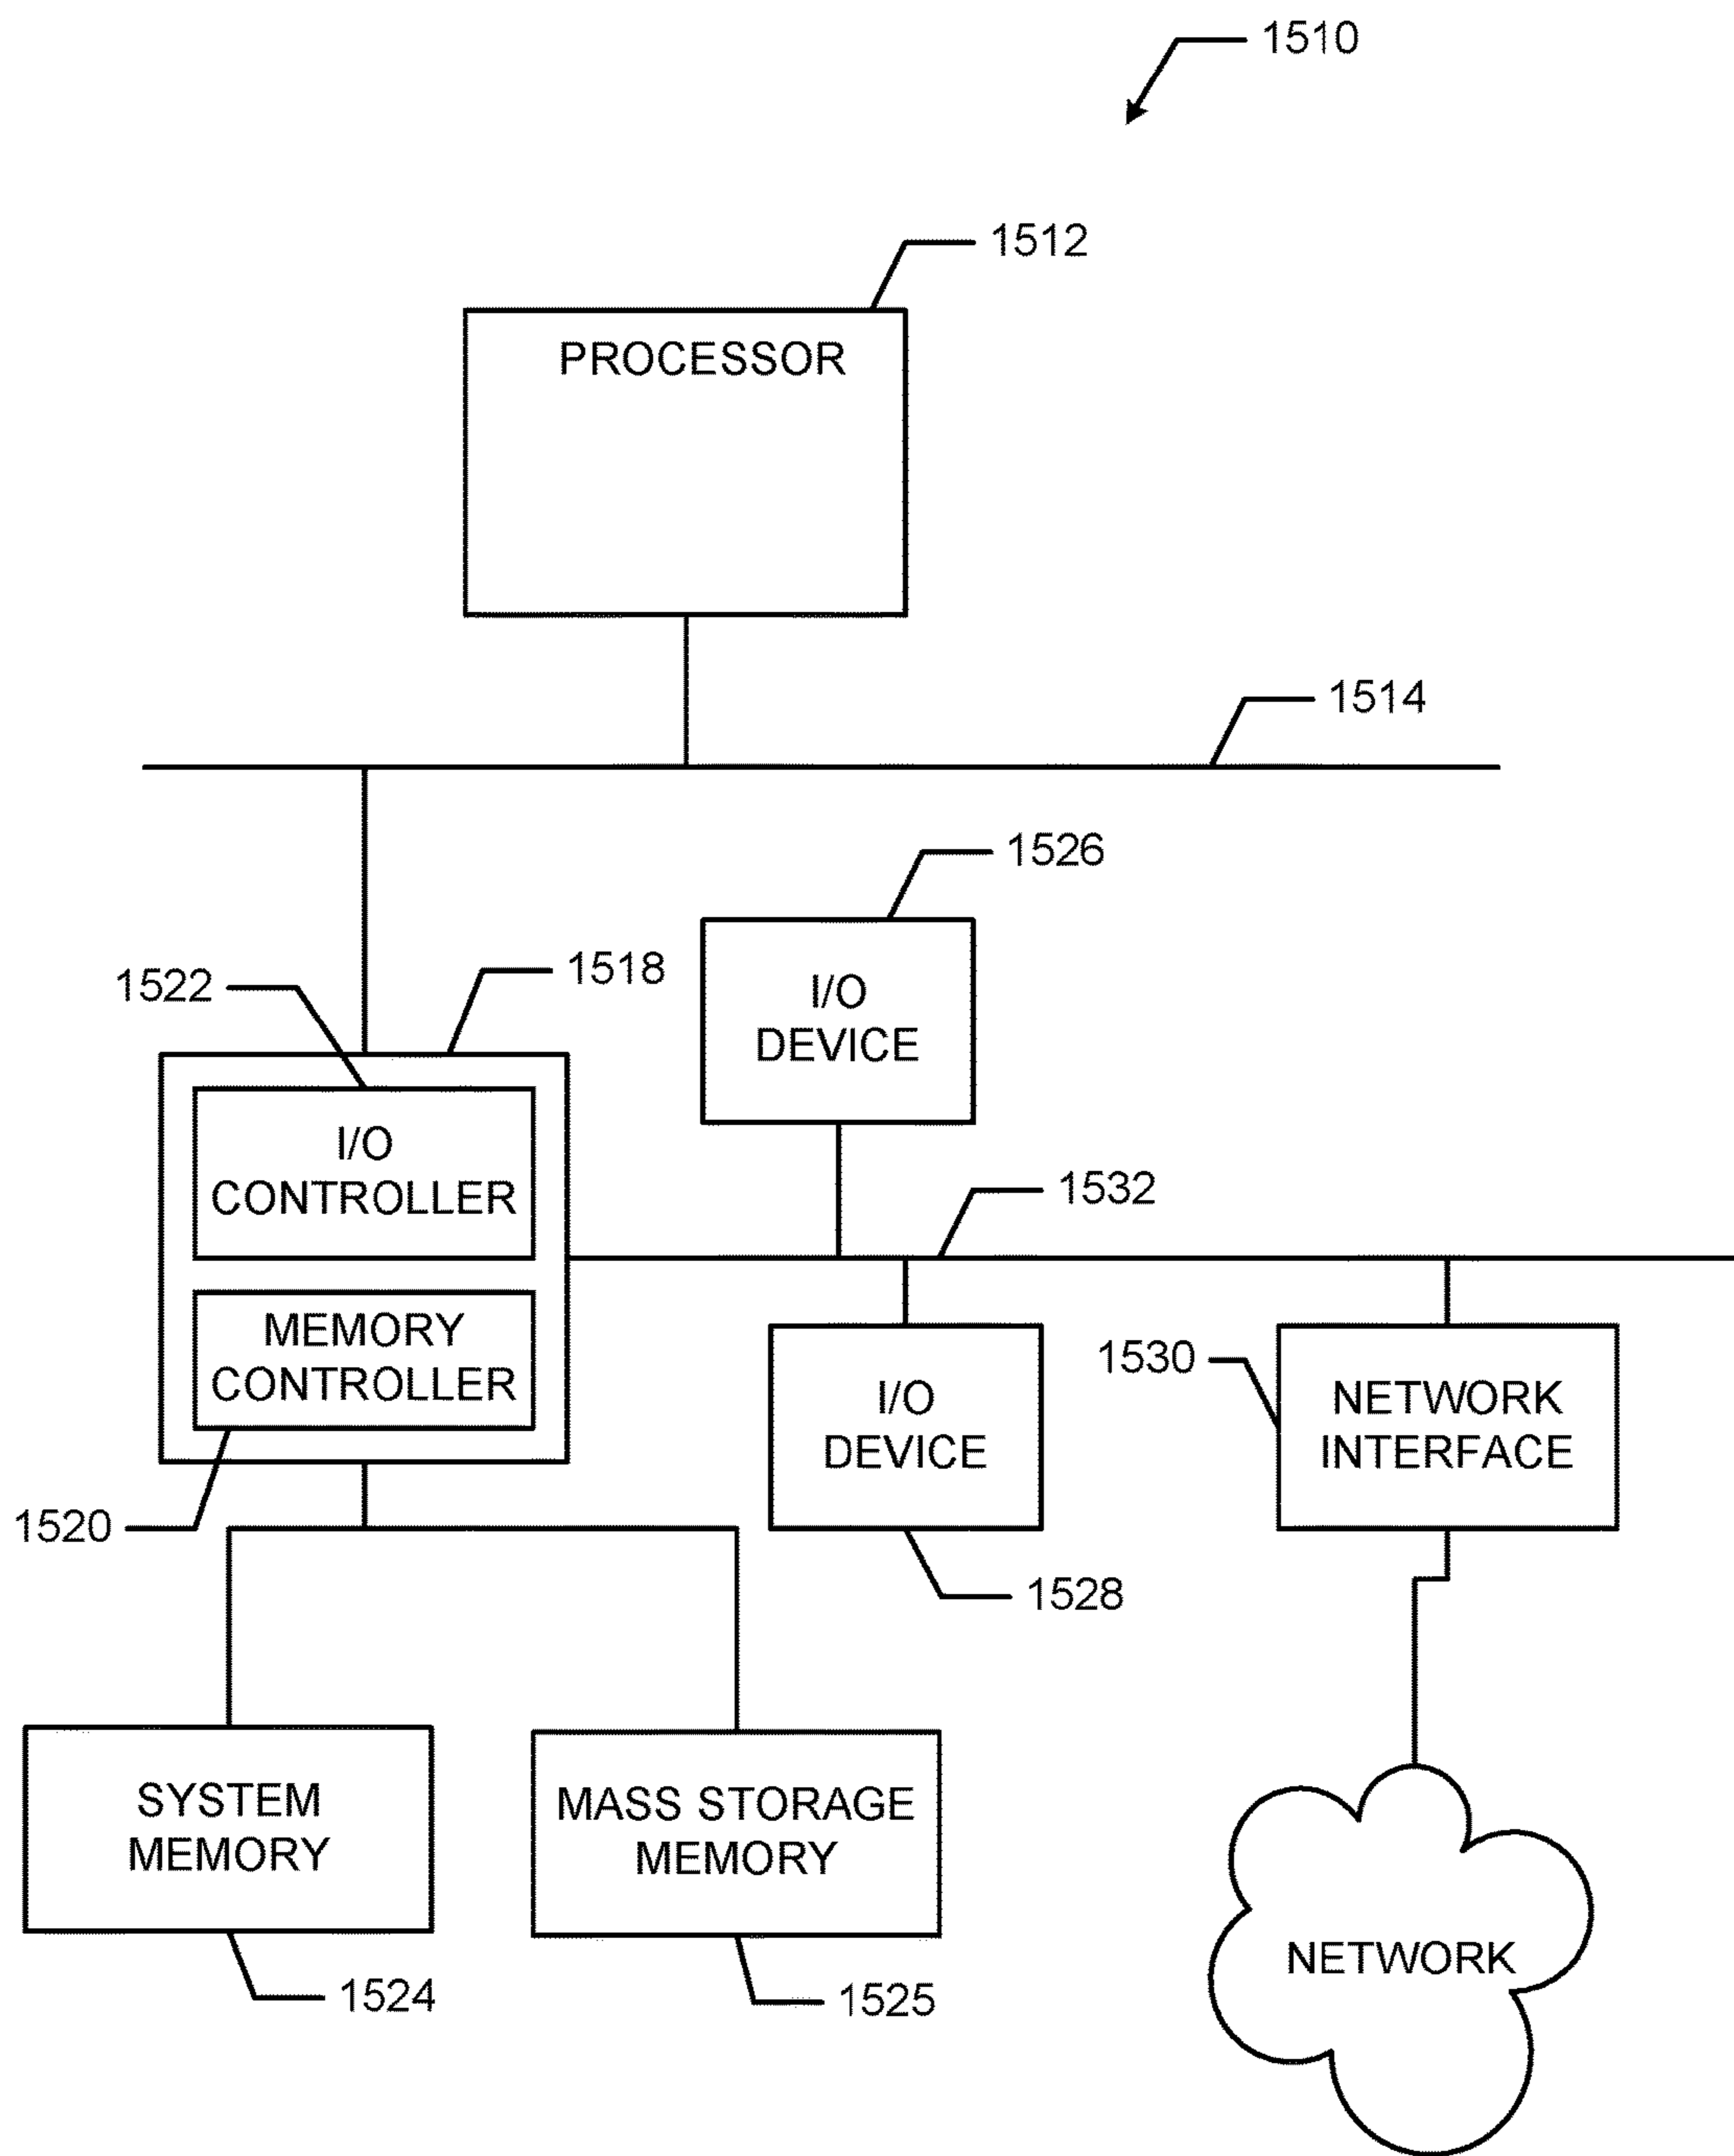 1510
1512
PROCESSOR
1514
1526
1522
1518
I/O
DEVICE
I/O
CONTROLLER
1532
MEMORY
CONTROLLER
1530
I/O
DEVICE
NETWORK
INTERFACE
1520
1528
SYSTEM
MEMORY
MASS STORAGE
MEMORY
NETWORK
1524
1525